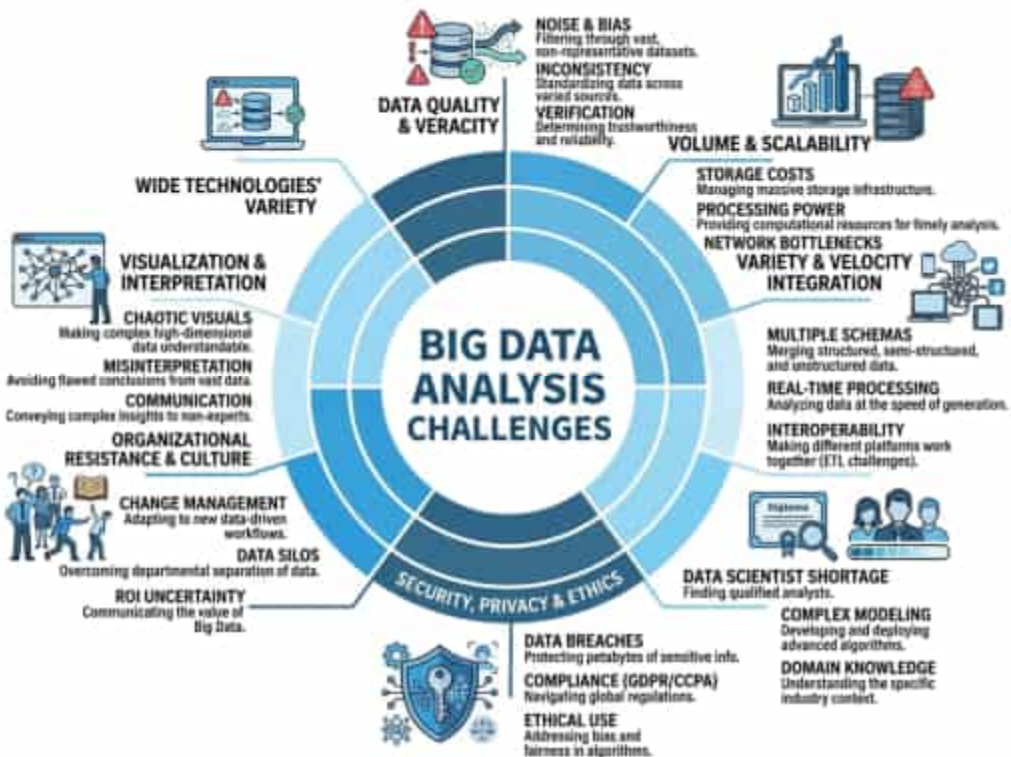 NOISE & BIAS
Filtering through vast,
non-representative datasets.
INCONSISTENCY
Standardizing data across
varied sources.
VERIFICATION
Determining trustworthiness
and reliability.
DATA QUALITY
& VERACITY
VOLUME & SCALABILITY
STORAGE COSTS
Managing massive storage infrastructure.
PROCESSING POWER
Providing computational resources for timely analysis.
NETWORK BOTTLENECKS
VARIETY & VELOCITY
INTEGRATION
MULTIPLE SCHEMAS
Merging structured, semi-structured,
and unstructured data.
REAL-TIME PROCESSING
Analyzing data at the speed of generation.
INTEROPERABILITY
Making different platforms work
together (ETL challenges).
Diploma
DATA SCIENTIST SHORTAGE
Finding qualified analysts.
COMPLEX MODELING
Developing and deploying
advanced algorithms.
DOMAIN KNOWLEDGE
Understanding the specific
industry context.
SECURITY, PRIVACY & ETHICS
DATA BREACHES
Protecting petabytes of sensitive info.
COMPLIANCE (GDPR/CCPA)
Navigating global regulations.
ETHICAL USE
Addressing bias and
fairness in algorithms.
WIDE TECHNOLOGIES'
VARIETY
VISUALIZATION &
INTERPRETATION
CHAOTIC VISUALS
Making complex high-dimensional
data understandable.
MISINTERPRETATION
Avoiding flawed conclusions from vast data.
COMMUNICATION
Conveying complex insights to non-experts.
ORGANIZATIONAL
RESISTANCE & CULTURE
CHANGE MANAGEMENT
Adapting to new data-driven
workflows.
DATA SILOS
Overcoming departmental separation of data.
ROI UNCERTAINTY
Communicating the value of
Big Data.
BIG DATA
ANALYSIS
CHALLENGES